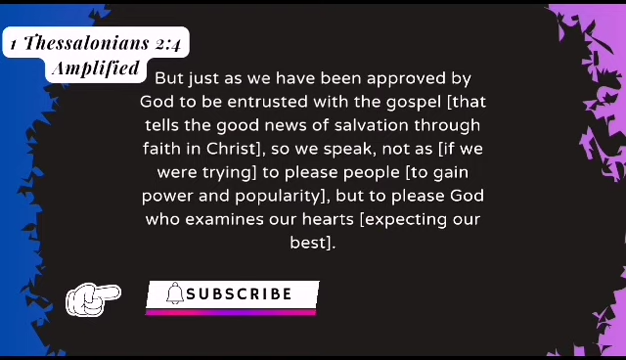 1 Thessalonians 2:4
Amplified
But just as we have been approved by
God to be entrusted with the gospel [that
tells the good news of salvation through
faith in Christ], so we speak, not as [if we
were trying] to please people [to gain
power and popularity], but to please God
who examines our hearts [expecting our
best].
SUBSCRIBE